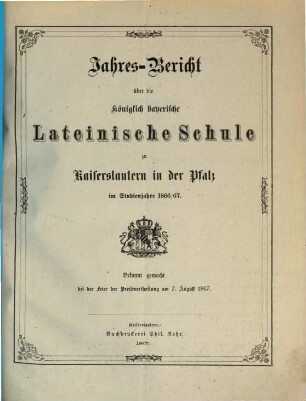 Jahres-Bericht
über die
Königlich bayerische
Lateinische Schule
zu
Kaiserslautern in der Pfalz
im Studienjahre 1866/67.
Bekannt gemacht
bei der Feier der Preisevertheilung am 7. August 1867.
Kaiserslautern.
Buchdruckerei Phil. Rohr.
1867.